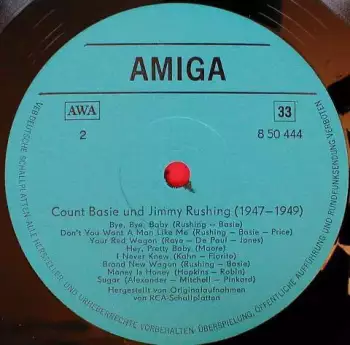 AMIGA
AWA
33
2
8 50 444
Count Basie und Jimmy Rushing (1947–1949)
Bye, Bye, Baby (Rushing – Basie)
Don't You Want A Man Like Me (Rushing – Basie – Price)
Your Red Wagon (Raye – De Paul – Jones)
Hey, Pretty Baby (Moore)
I Never Knew (Kahn – Fiorito)
Brand New Wagon (Rushing – Basie)
Money Is Honey (Hopkins – Robin)
Sugar (Alexander – Mitchell – Pinkard)
Hergestellt von Originalaufnahmen
von RCA-Schallplatten
VEB DEUTSCHE SCHALLPLATTEN ALLE HERSTELLER- UND URHEBERRECHTE VORBEHALTEN ÜBERSPIELUNG, ÖFFENTLICHE AUFFÜHRUNG UND RUNDFUNKSENDUNG VERBOTEN